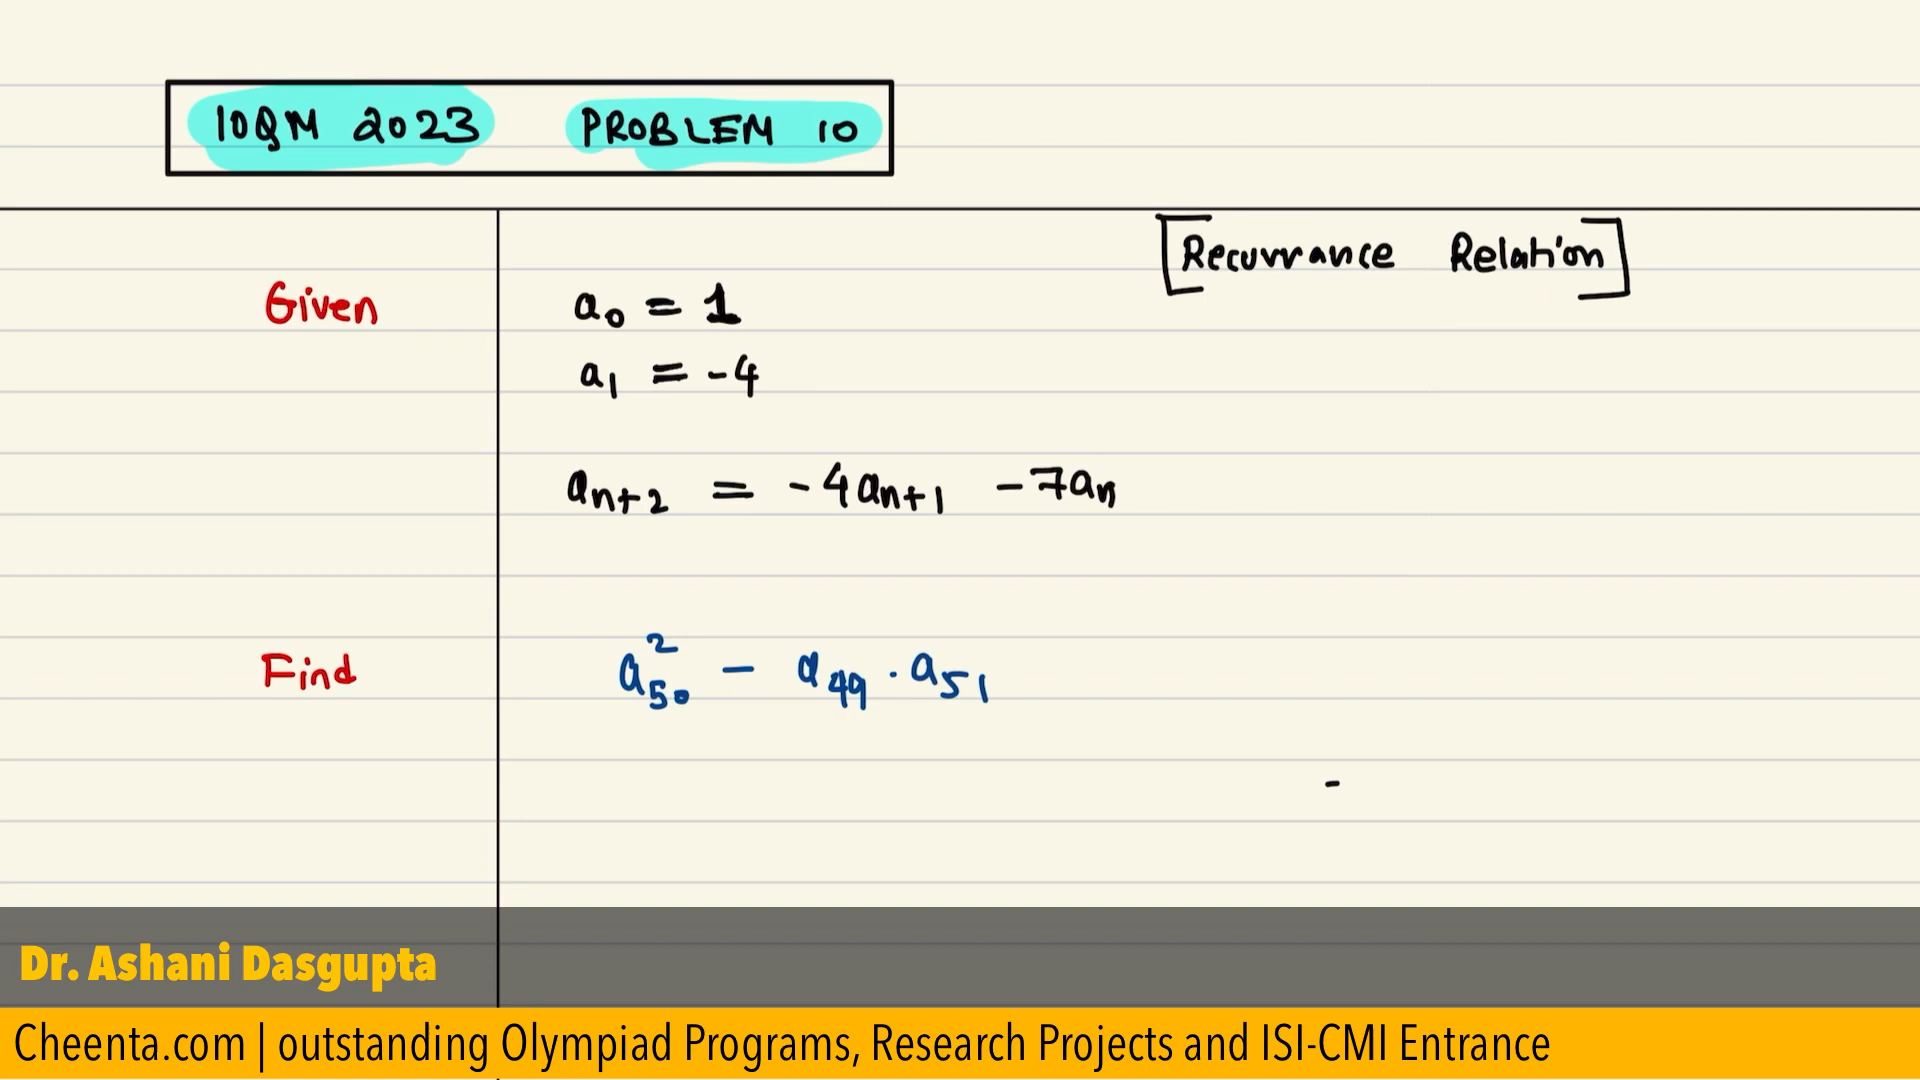 IOQM 2023 PROBLEM 10
[Recurrance Relation]
Given
a₀ = 1
a₁ = -4
aₙ₊₂ = -4aₙ₊₁ -7aₙ
Find
a₅₀² - a₄₉ · a₅₁
-
Dr. Ashani Dasgupta
Cheenta.com | outstanding Olympiad Programs, Research Projects and ISI-CMI Entrance